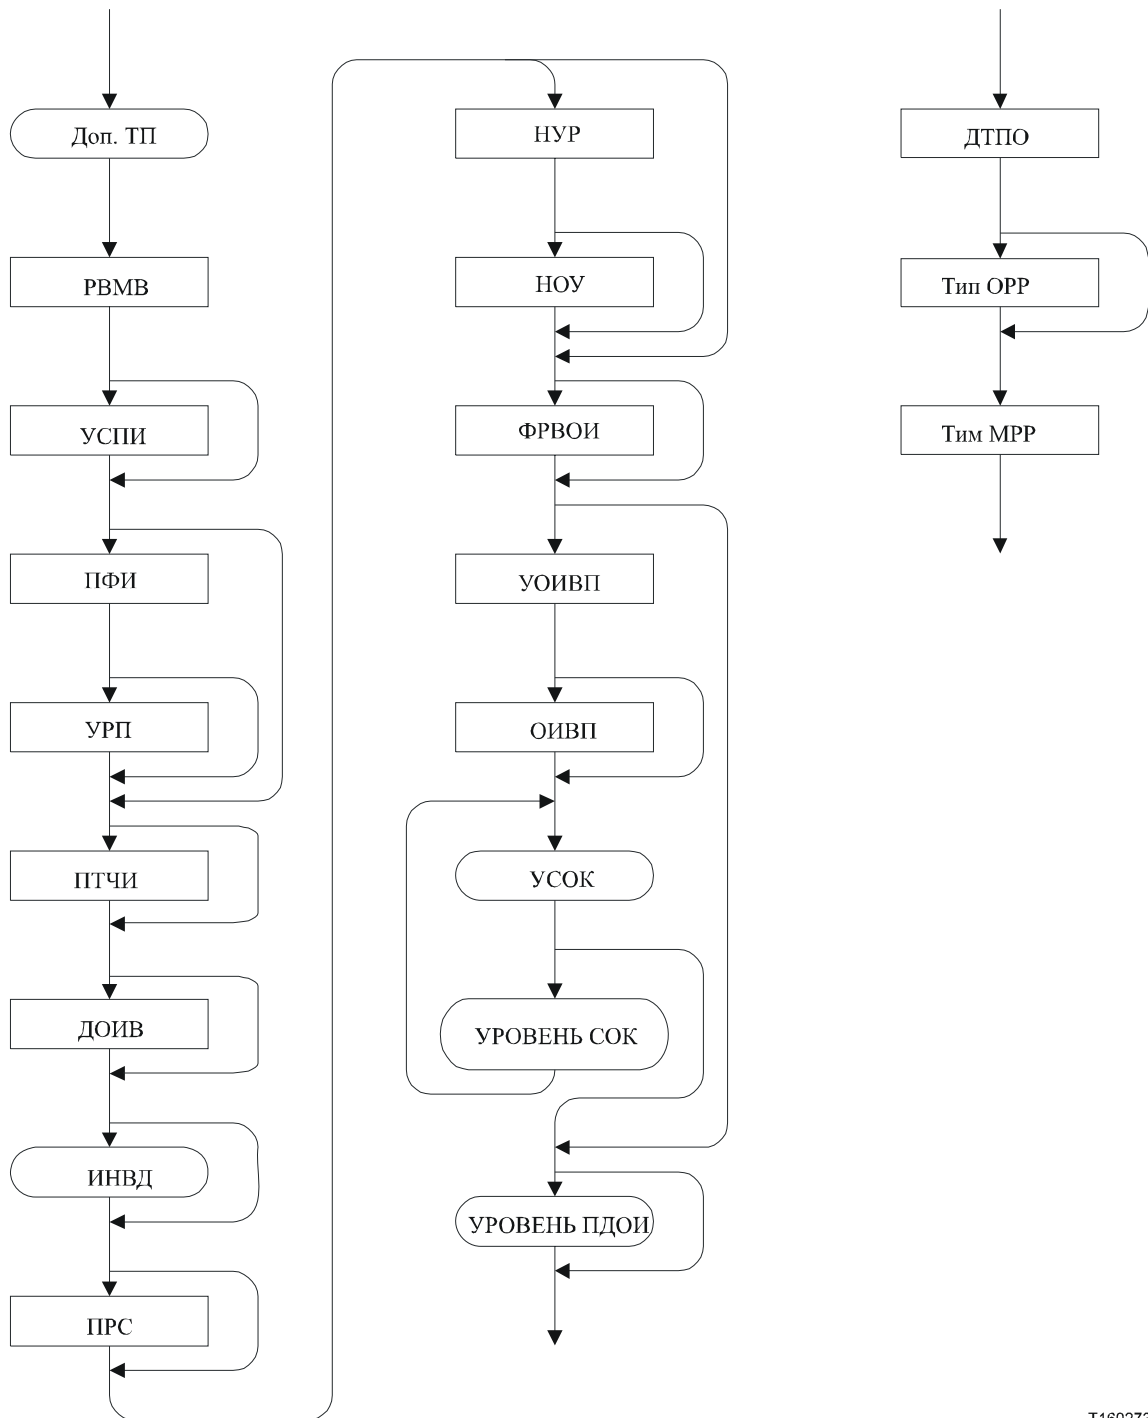 Доп. ТП
РВМВ
УСПИ
ПФИ
УРП
ПТЧИ
ДОИВ
ИНВД
ПРС
НУР
НОУ
ФРВОИ
УОИВП
ОИВП
УСОК
УРОВЕНЬ СОК
УРОВЕНЬ ПДОИ
ДТПО
Тип ОРР
Тим МРР